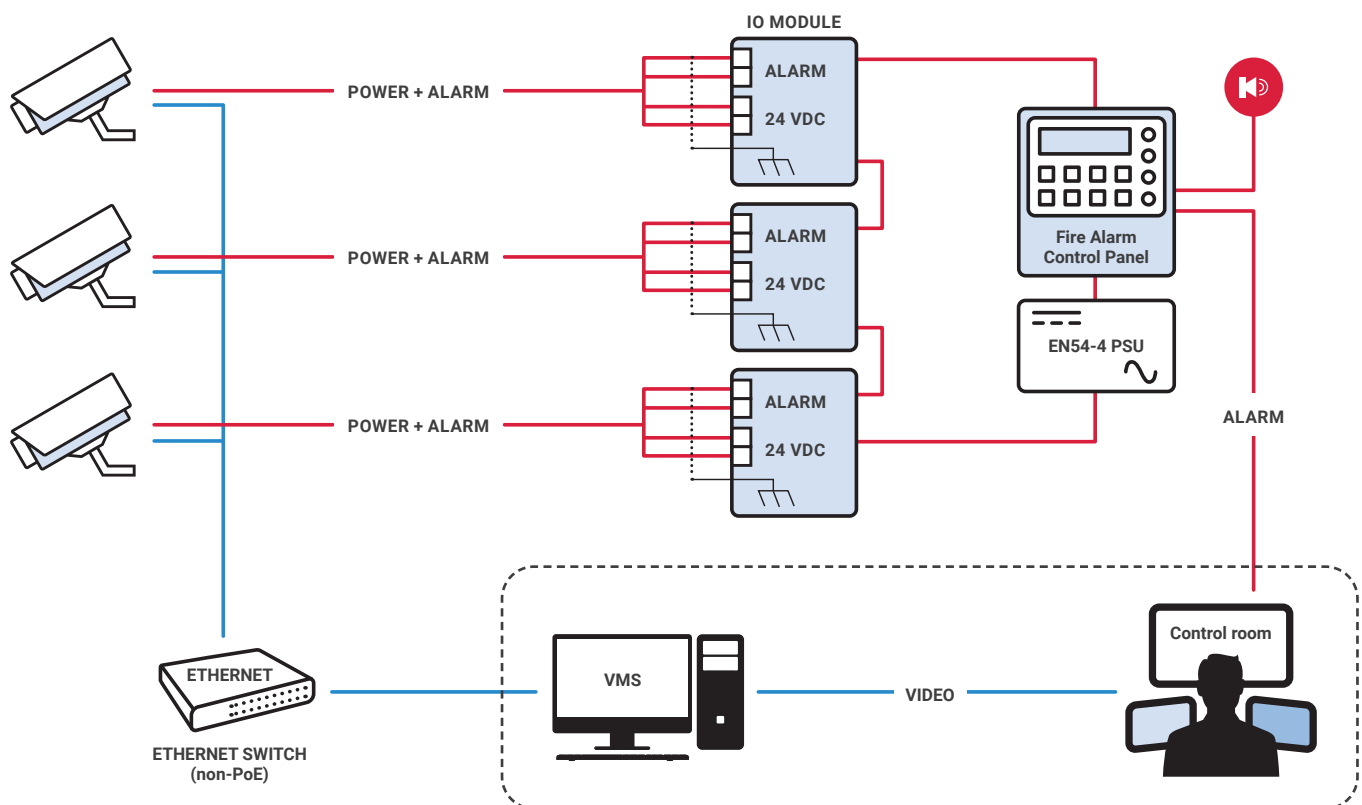 IO MODULE
POWER + ALARM
ALARM
24 VDC
POWER + ALARM
ALARM
24 VDC
POWER + ALARM
ALARM
24 VDC
Fire Alarm
Control Panel
EN54-4 PSU
ALARM
ETHERNET
ETHERNET SWITCH
(non-PoE)
VMS
VIDEO
Control room